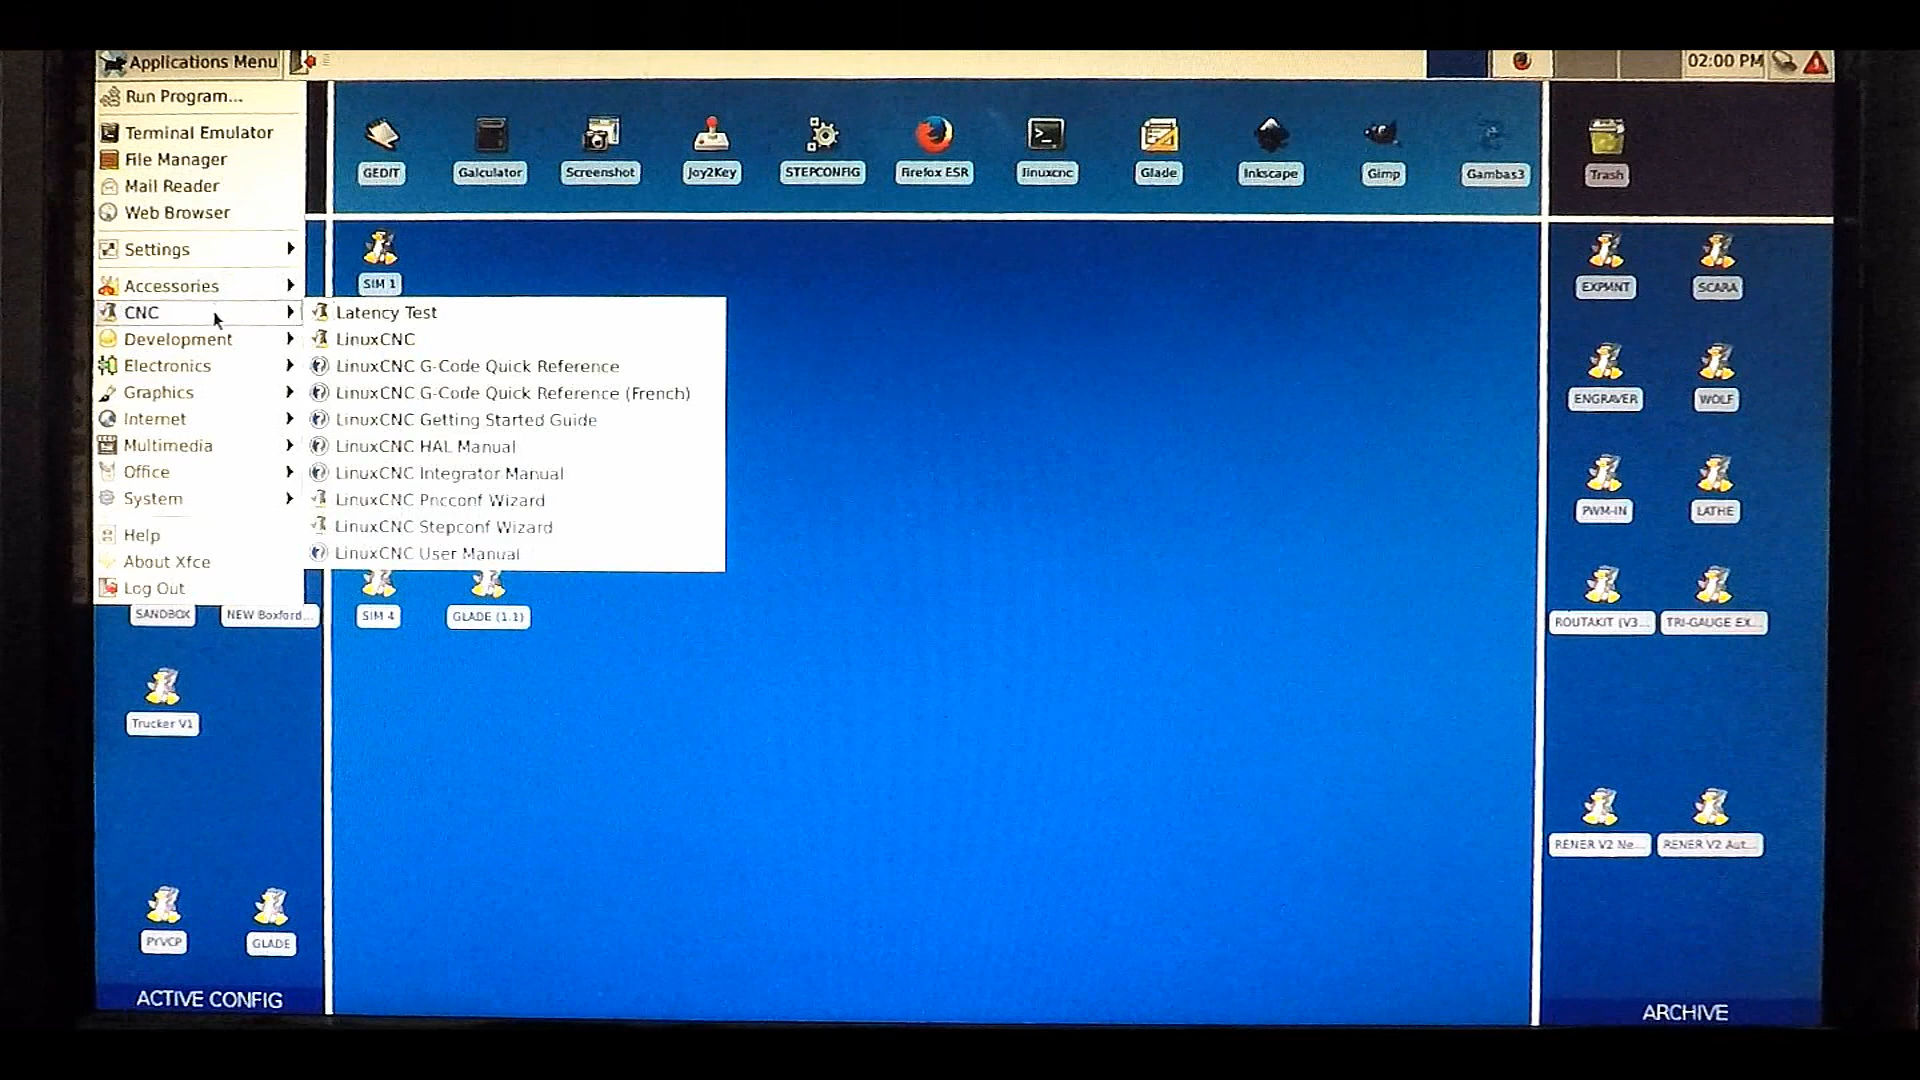 Applications Menu
02:00 PM
Run Program...
Terminal Emulator
File Manager
Mail Reader
Web Browser
Settings
Accessories
CNC
Development
Electronics
Graphics
Internet
Multimedia
Office
System
Help
About Xfce
Log Out
Latency Test
LinuxCNC
LinuxCNC G-Code Quick Reference
LinuxCNC G-Code Quick Reference (French)
LinuxCNC Getting Started Guide
LinuxCNC HAL Manual
LinuxCNC Integrator Manual
LinuxCNC Pncconf Wizard
LinuxCNC Stepconf Wizard
LinuxCNC User Manual
GEDIT
Galculator
Screenshot
Joy2Key
STEPCONFIG
Firefox ESR
linuxcnc
Glade
Inkscape
Gimp
Gambas3
Trash
SIM 1
SIM 4
GLADE (1.1)
SANDBOX
NEW Boxford...
Trucker V1
PYVCP
GLADE
ACTIVE CONFIG
EXPMNT
SCARA
ENGRAVER
WOLF
PWM-IN
LATHE
ROUTAKIT (V3...
TRI-GAUGE EX...
RENER V2 Ne...
RENER V2 Aut...
ARCHIVE